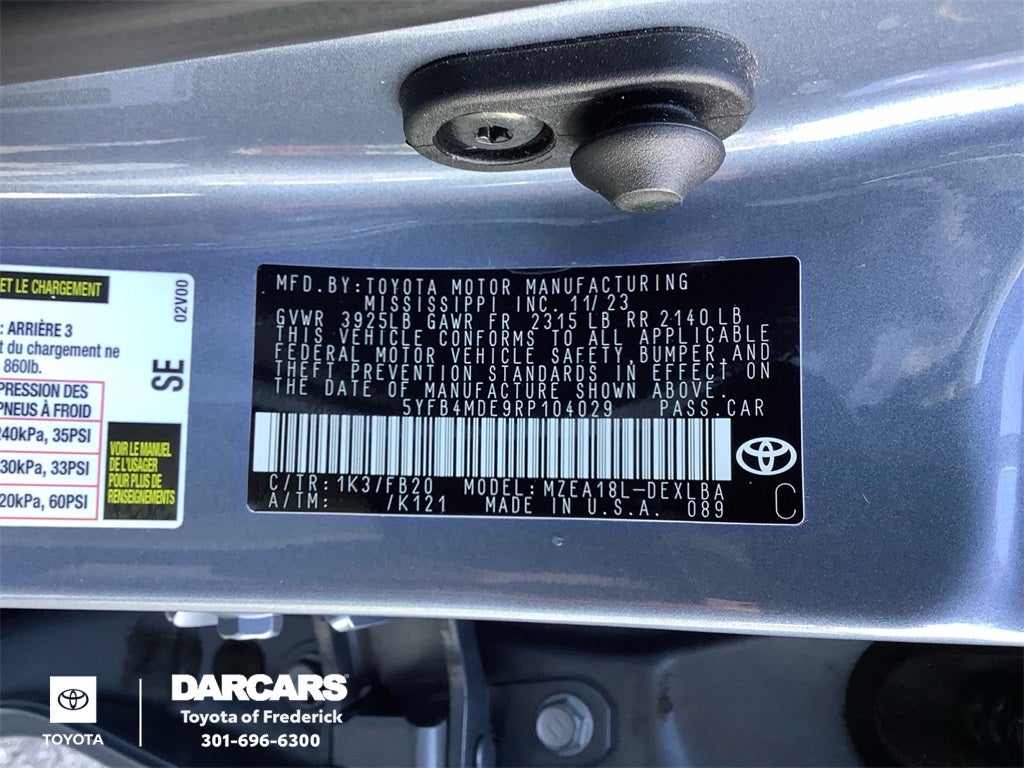 ET LE CHARGEMENT
: ARRIÈRE 3
t du chargement ne
860lb.
PRESSION DES
PNEUS À FROID
240kPa, 35PSI
30kPa, 33PSI
20kPa, 60PSI
02V00
SE
VOIR LE MANUEL
DE L'USAGER
POUR PLUS DE
RENSEIGNEMENTS
MFD. BY: TOYOTA MOTOR MANUFACTURING
MISSISSIPPI INC. 11/23
GVWR 3925LB GAWR FR 2315 LB RR 2140 LB
THIS VEHICLE CONFORMS TO ALL APPLICABLE
FEDERAL MOTOR VEHICLE SAFETY, BUMPER, AND
THEFT PREVENTION STANDARDS IN EFFECT ON
THE DATE OF MANUFACTURE SHOWN ABOVE.
5YFB4MDE9RP104029 PASS. CAR
C/TR: 1K3/FB20 MODEL: MZEA18L-DEXLBA
A/TM: /K121 MADE IN U.S.A. 089
C
TOYOTA
DARCARS
Toyota of Frederick
301-696-6300